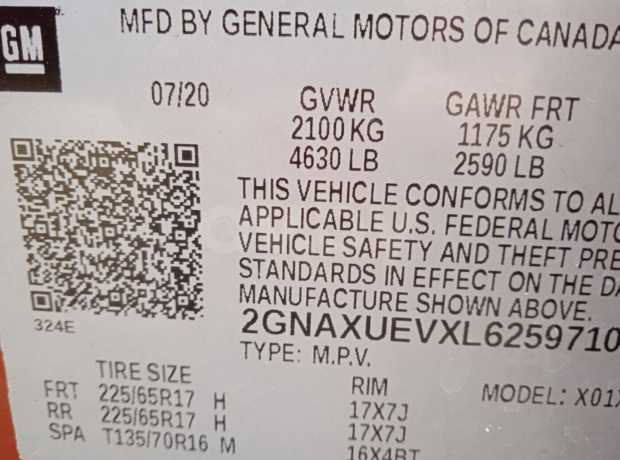 GM
MFD BY GENERAL MOTORS OF CANADA
07/20
GVWR
2100 KG
4630 LB
GAWR FRT
1175 KG
2590 LB
THIS VEHICLE CONFORMS TO AL
APPLICABLE U.S. FEDERAL MOTO
VEHICLE SAFETY AND THEFT PRE
STANDARDS IN EFFECT ON THE DA
MANUFACTURE SHOWN ABOVE.
2GNAXUEVXL6259710
324E
TYPE: M.P.V.
MODEL: X01
TIRE SIZE
RIM
FRT 225/65R17 H 17X7J
RR 225/65R17 H 17X7J
SPA T135/70R16 M 16X4BT